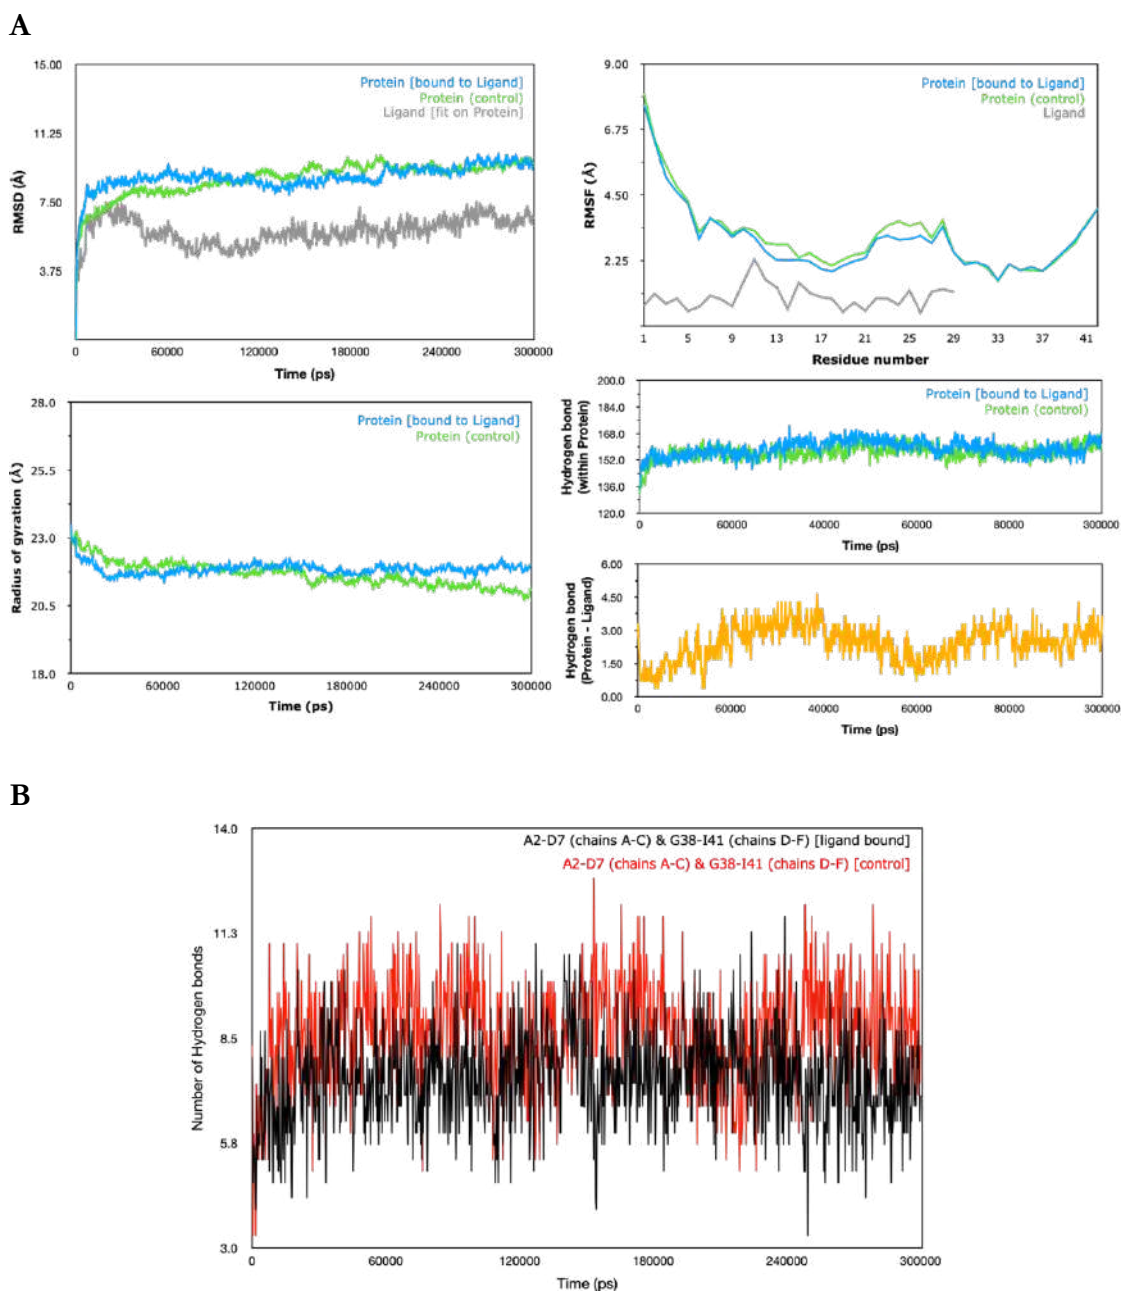 A
15.00
11.25
7.50
3.75
RMSD (Å)
Protein [bound to Ligand]
Protein (control)
Ligand [fit on Protein]
0 60000 120000 180000 240000 300000
Time (ps)
9.00
6.75
4.50
2.25
RMSF (Å)
Protein [bound to Ligand]
Protein (control)
Ligand
1 5 9 13 17 21 25 29 33 37 41
Residue number
28.0
25.5
23.0
20.5
18.0
Radius of gyration (Å)
Protein [bound to Ligand]
Protein (control)
0 60000 120000 180000 240000 300000
Time (ps)
200.0
184.0
168.0
152.0
136.0
120.0
Hydrogen bond
(within Protein)
Protein [bound to Ligand]
Protein (control)
0 60000 40000 60000 80000 300000
Time (ps)
6.00
4.50
3.00
1.50
0.00
Hydrogen bond
(Protein - Ligand)
0 60000 40000 60000 80000 300000
Time (ps)
B
14.0
11.3
8.5
5.8
3.0
Number of Hydrogen bonds
A2-D7 (chains A-C) & G38-I41 (chains D-F) [ligand bound]
A2-D7 (chains A-C) & G38-I41 (chains D-F) [control]
0 60000 120000 180000 240000 300000
Time (ps)